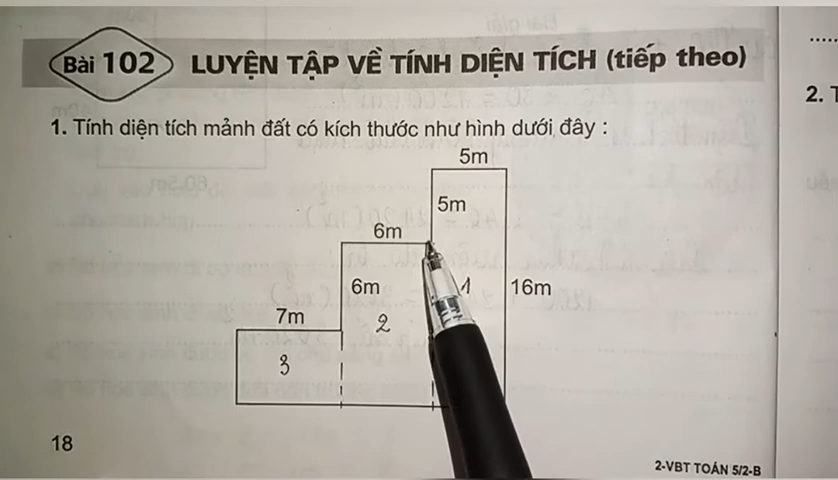 Bài 102 LUYỆN TẬP VỀ TÍNH DIỆN TÍCH (tiếp theo)
2. T
1. Tính diện tích mảnh đất có kích thước như hình dưới đây :
5m
5m
6m
6m
1
16m
7m
2
3
18
2-VBT TOÁN 5/2-B